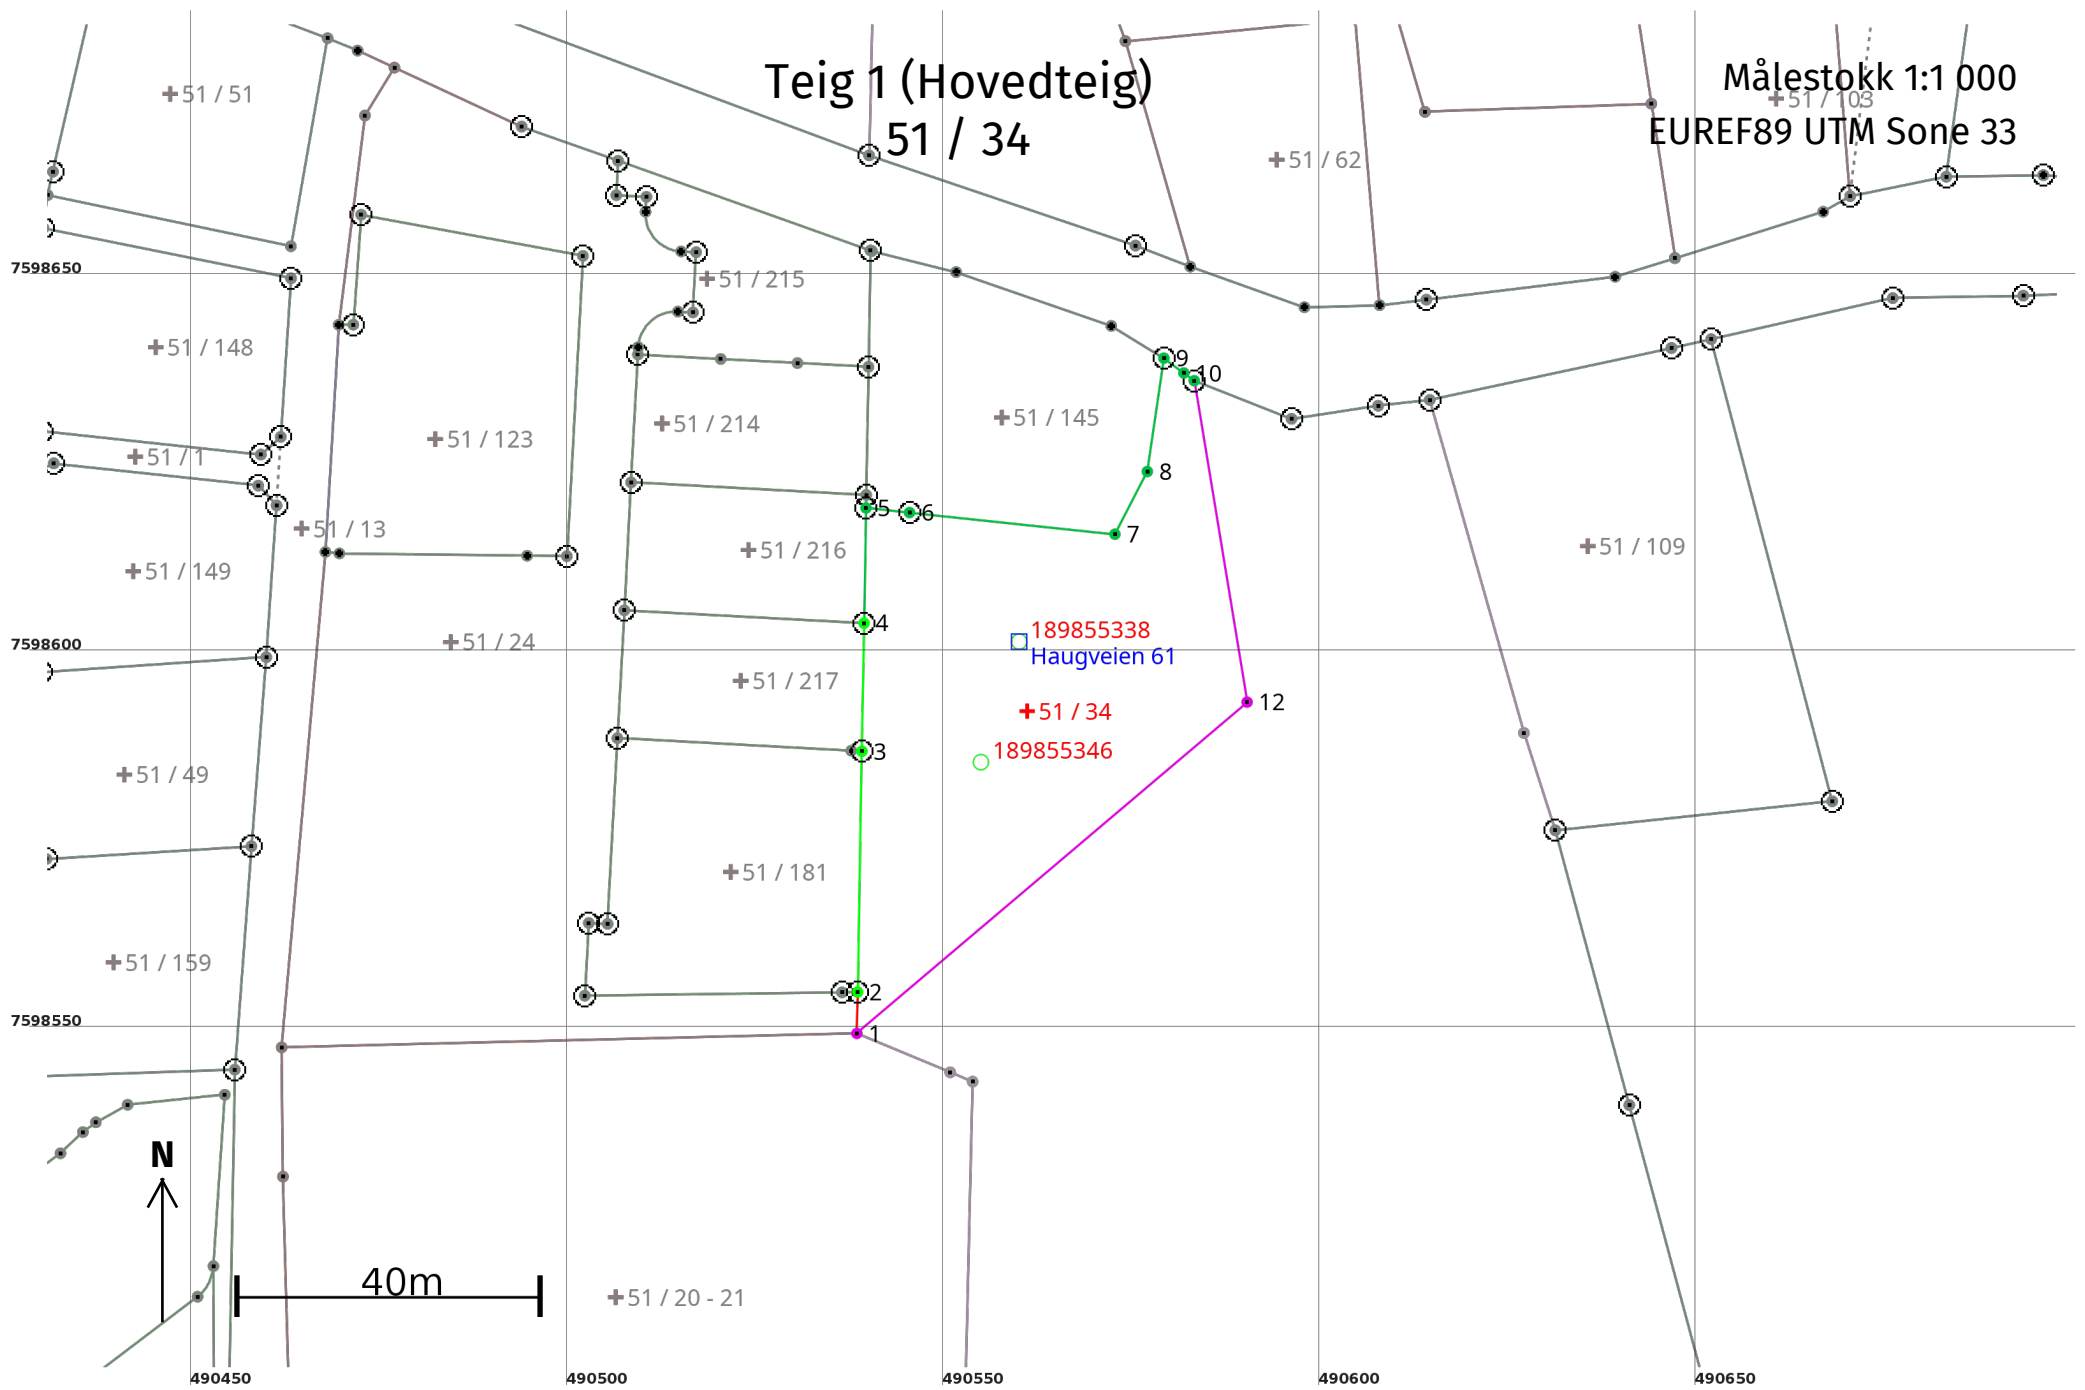 Teig 1 (Hovedteig)
51 / 34
Målestokk 1:1 000
EUREF89 UTM Sone 33
51 / 51
51 / 103
51 / 62
7598650
51 / 215
51 / 148
9
10
51 / 145
51 / 214
51 / 123
51 / 1
8
5
6
7
51 / 13
51 / 216
51 / 109
51 / 149
4
189855338
Haugveien 61
51 / 24
7598600
51 / 217
12
51 / 34
3
189855346
51 / 49
51 / 181
51 / 159
2
7598550
1
N
40m
51 / 20 - 21
490450
490500
490550
490600
490650